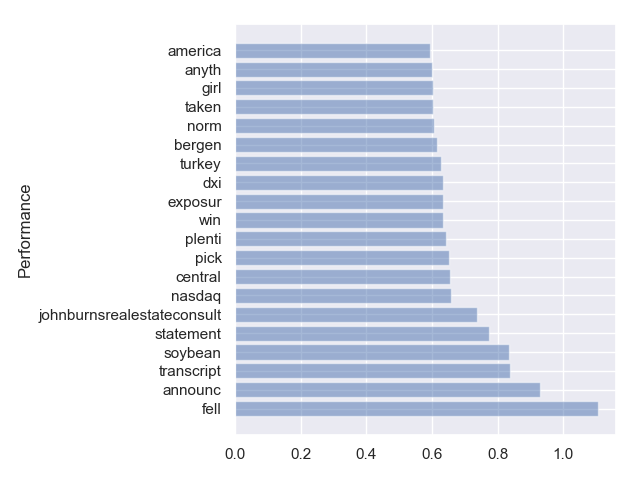 america
anyth
girl
taken
norm
bergen
turkey
dxi
exposur
win
plenti
pick
central
nasdaq
johnburnsrealestateconsult
statement
soybean
transcript
announc
fell
Performance
0.0 0.2 0.4 0.6 0.8 1.0